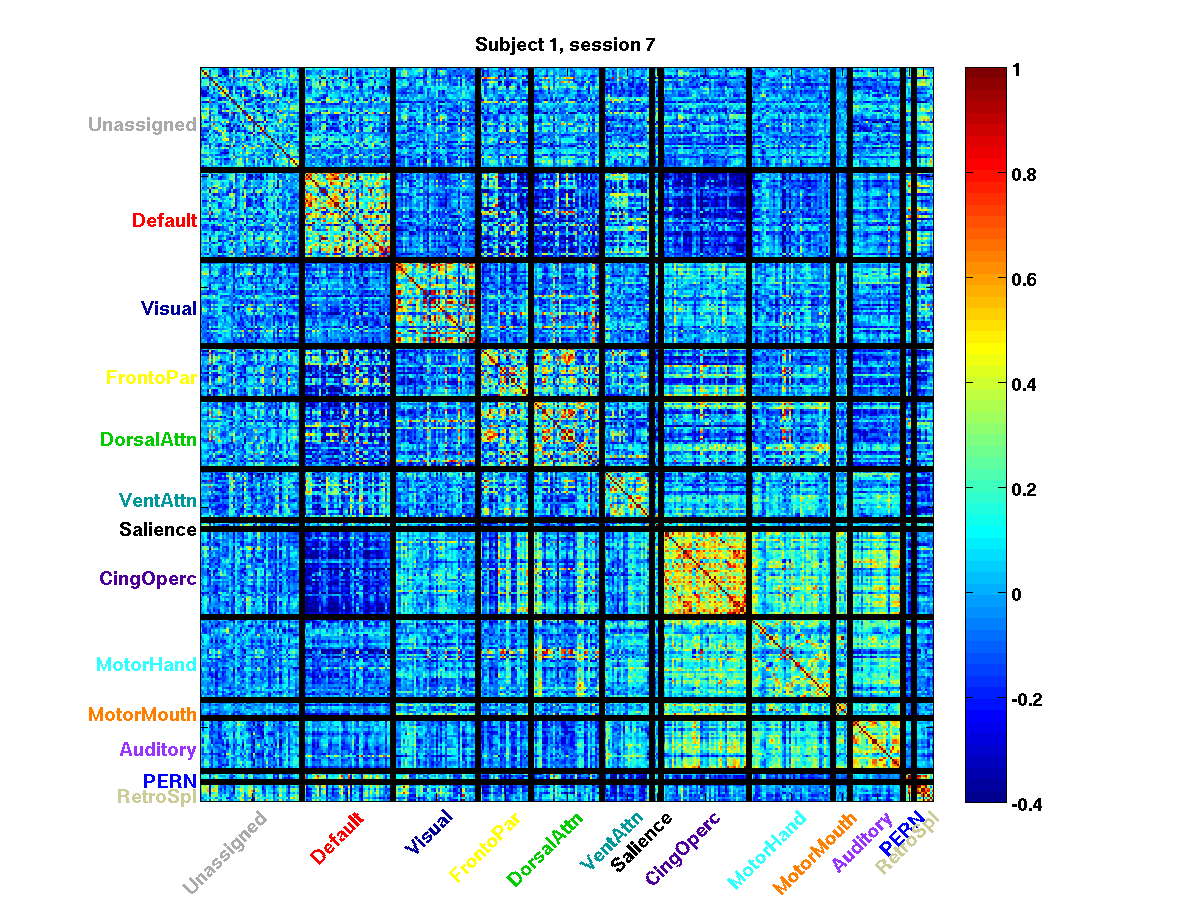 Subject 1, session 7
Unassigned
Default
Visual
FrontoPar
DorsalAttn
VentAttn
Salience
CingOperc
MotorHand
MotorMouth
Auditory
PERN
RetroSpl
Unassigned
Default
Visual
FrontoPar
DorsalAttn
VentAttn
Salience
CingOperc
MotorHand
MotorMouth
Auditory
PERN
RetroSpl
1
0.8
0.6
0.4
0.2
0
-0.2
-0.4